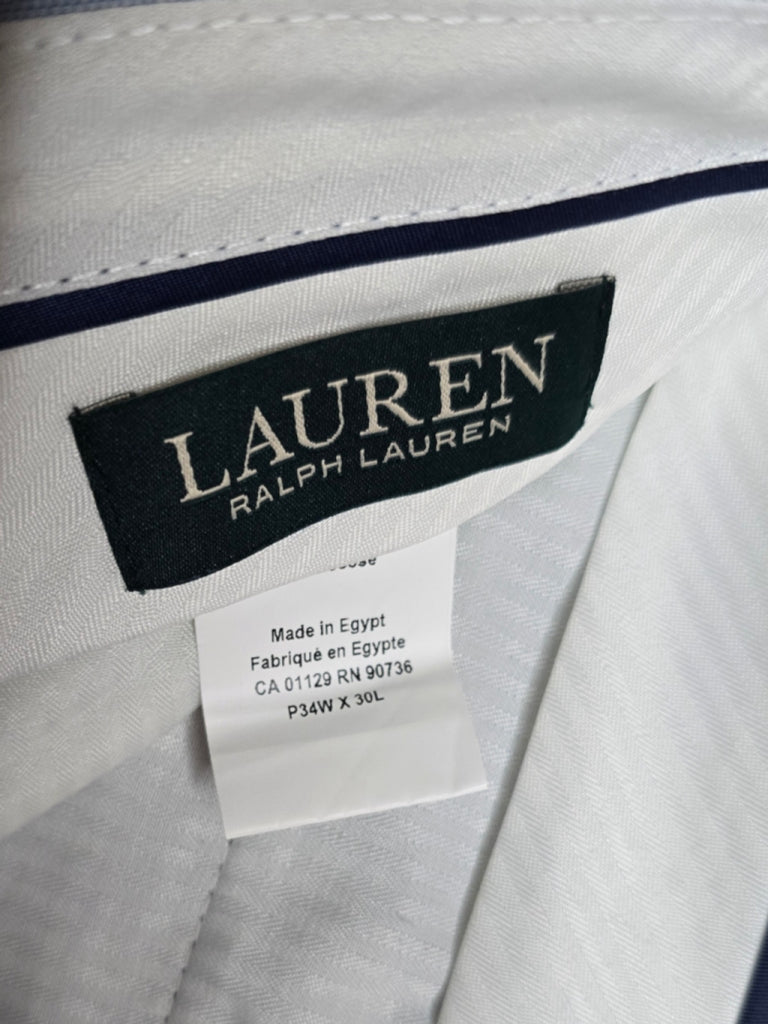 LAUREN
RALPH LAUREN
Made in Egypt
Fabriqué en Egypte
CA 01129 RN 90736
P34W X 30L